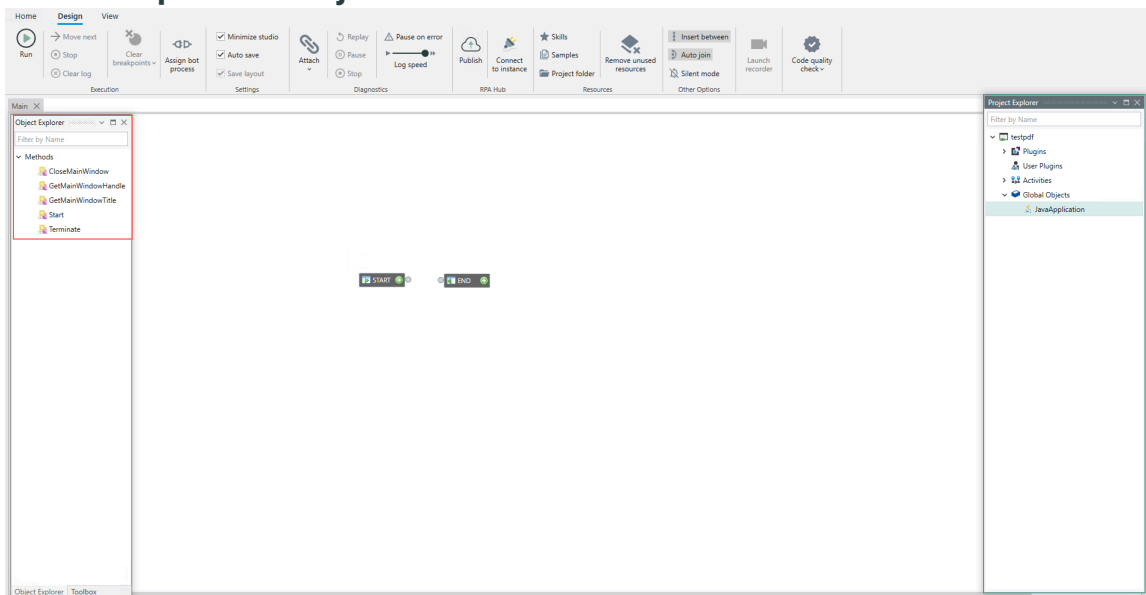 Home Design View
Run
Move next
Stop
Clear log
Clear
breakpoints
Assign bot
process
Execution
Minimize studio
Auto save
Save layout
Settings
Attach
Replay
Pause
Stop
Pause on error
Log speed
Diagnostics
Publish
Connect
to instance
RPA Hub
Skills
Samples
Project folder
Remove unused
resources
Resources
Insert between
Auto join
Silent mode
Other Options
Launch
recorder
Code quality
check
Main
Object Explorer
Filter by Name
Methods
CloseMainWindow
GetMainWindowHandle
GetMainWindowTitle
Start
Terminate
START
END
Project Explorer
Filter by Name
testpdf
Plugins
User Plugins
Activities
Global Objects
JavaApplication
Object Explorer Toolbox